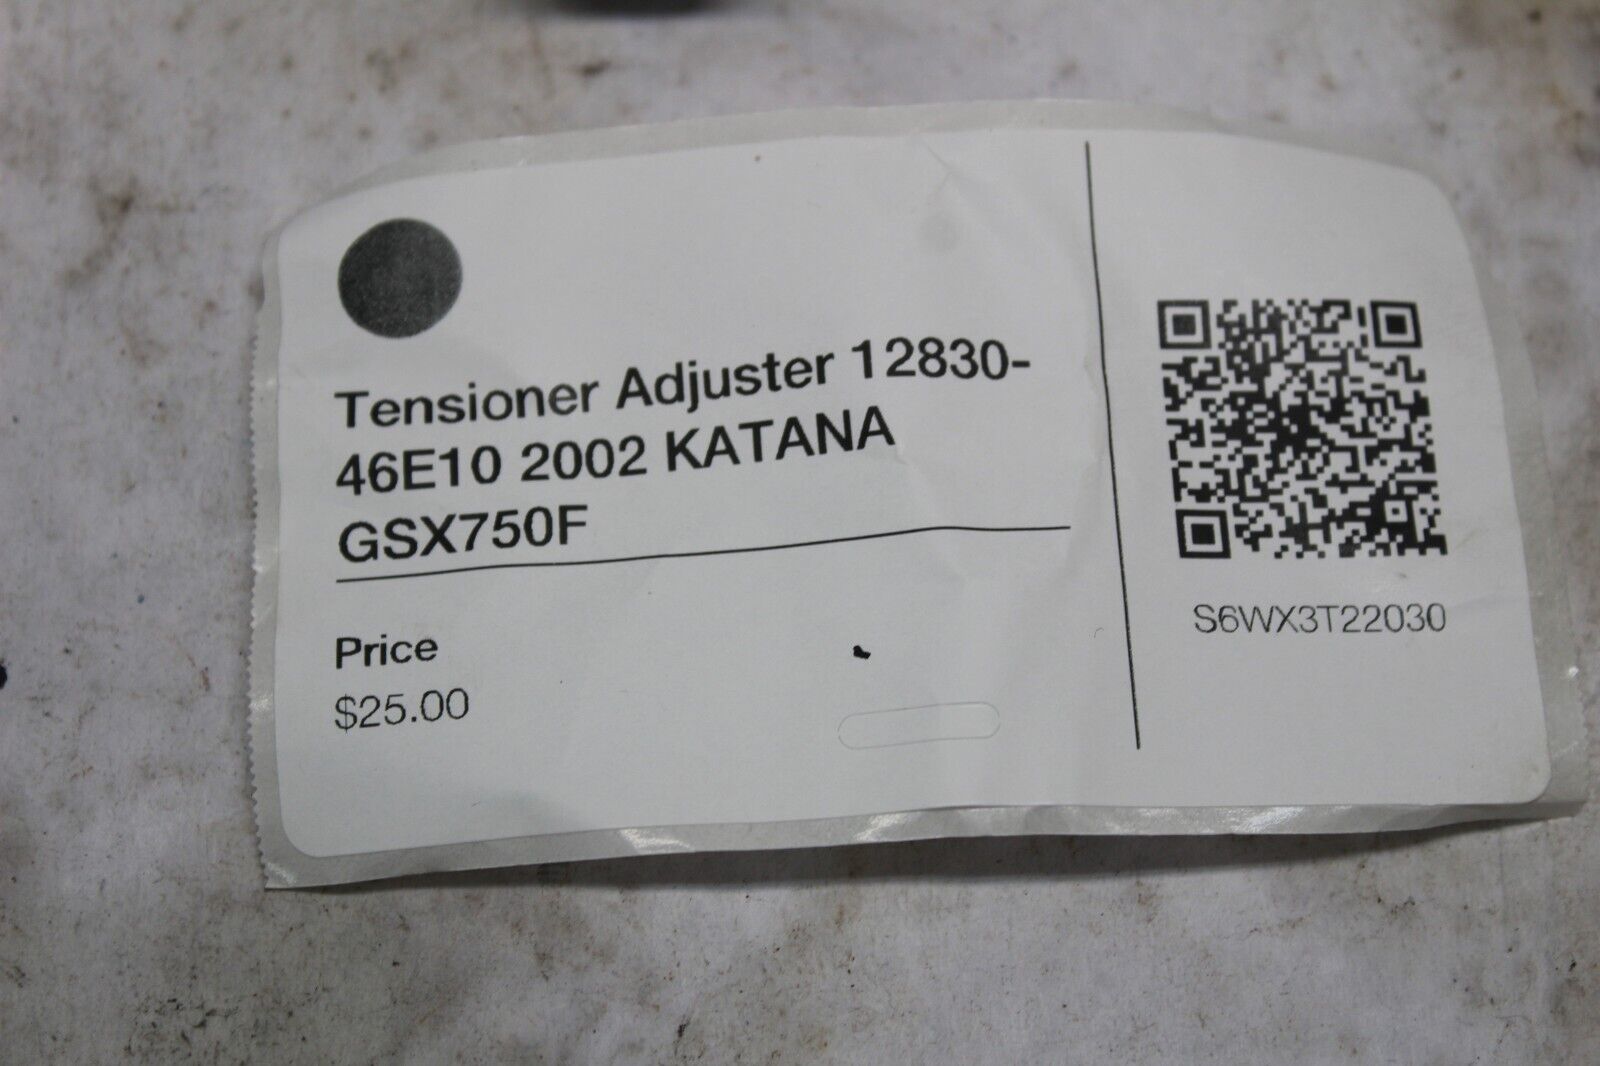 Tensioner Adjuster 12830-
46E10 2002 KATANA
GSX750F
Price
$25.00
S6WX3T22030